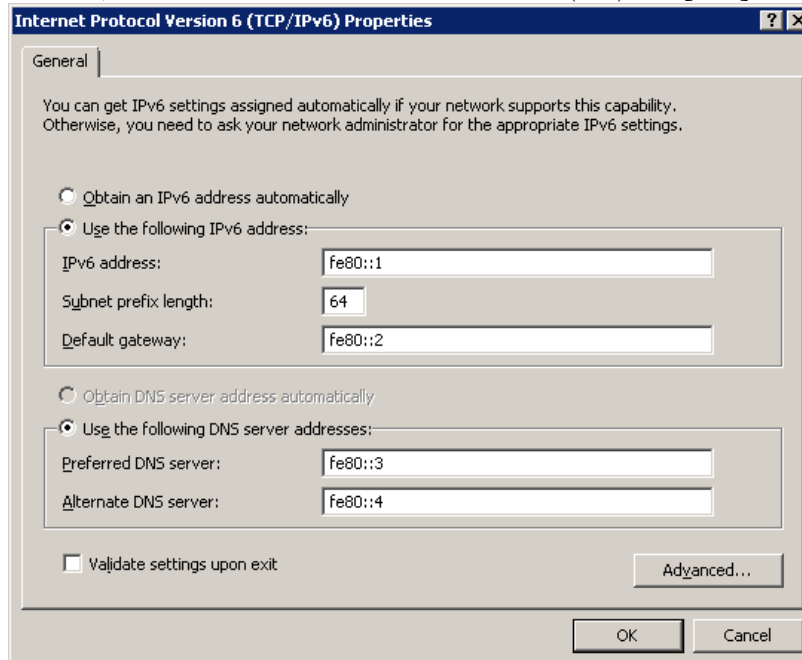 Internet Protocol Version 6 (TCP/IPv6) Properties
General
You can get IPv6 settings assigned automatically if your network supports this capability.
Otherwise, you need to ask your network administrator for the appropriate IPv6 settings.
Obtain an IPv6 address automatically
Use the following IPv6 address:
IPv6 address: fe80::1
Subnet prefix length: 64
Default gateway: fe80::2
Obtain DNS server address automatically
Use the following DNS server addresses:
Preferred DNS server: fe80::3
Alternate DNS server: fe80::4
Validate settings upon exit
Advanced...
OK Cancel